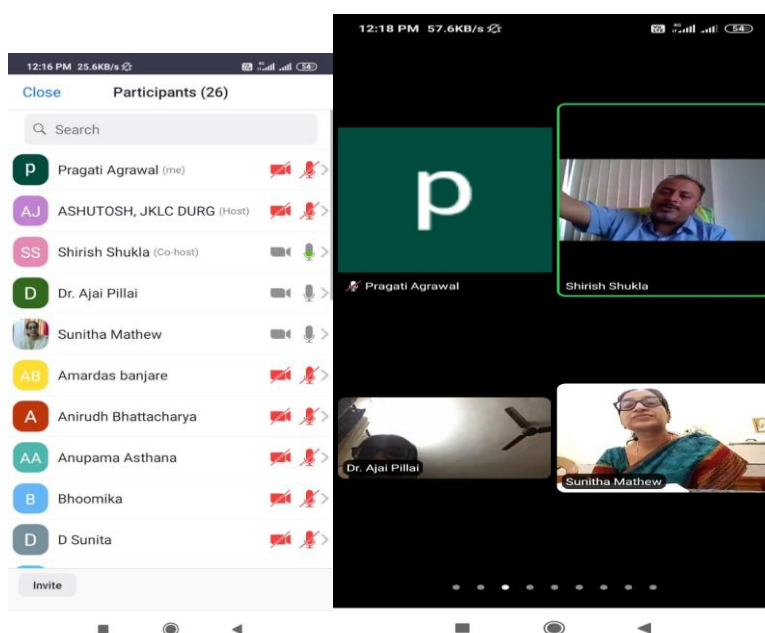 12:16 PM 25.6KB/s
4G
54
Close Participants (26)
Search
p Pragati Agrawal (me)
AJ ASHUTOSH, JKLC DURG (Host)
SS Shirish Shukla (Co-host)
D Dr. Ajai Pillai
Sunitha Mathew
AB Amardas banjare
A Anirudh Bhattacharya
AA Anupama Asthana
B Bhoomika
D D Sunita
Invite
12:18 PM 57.6KB/s
4G
54
p
Pragati Agrawal
Shirish Shukla
Dr. Ajai Pillai
Sunitha Mathew